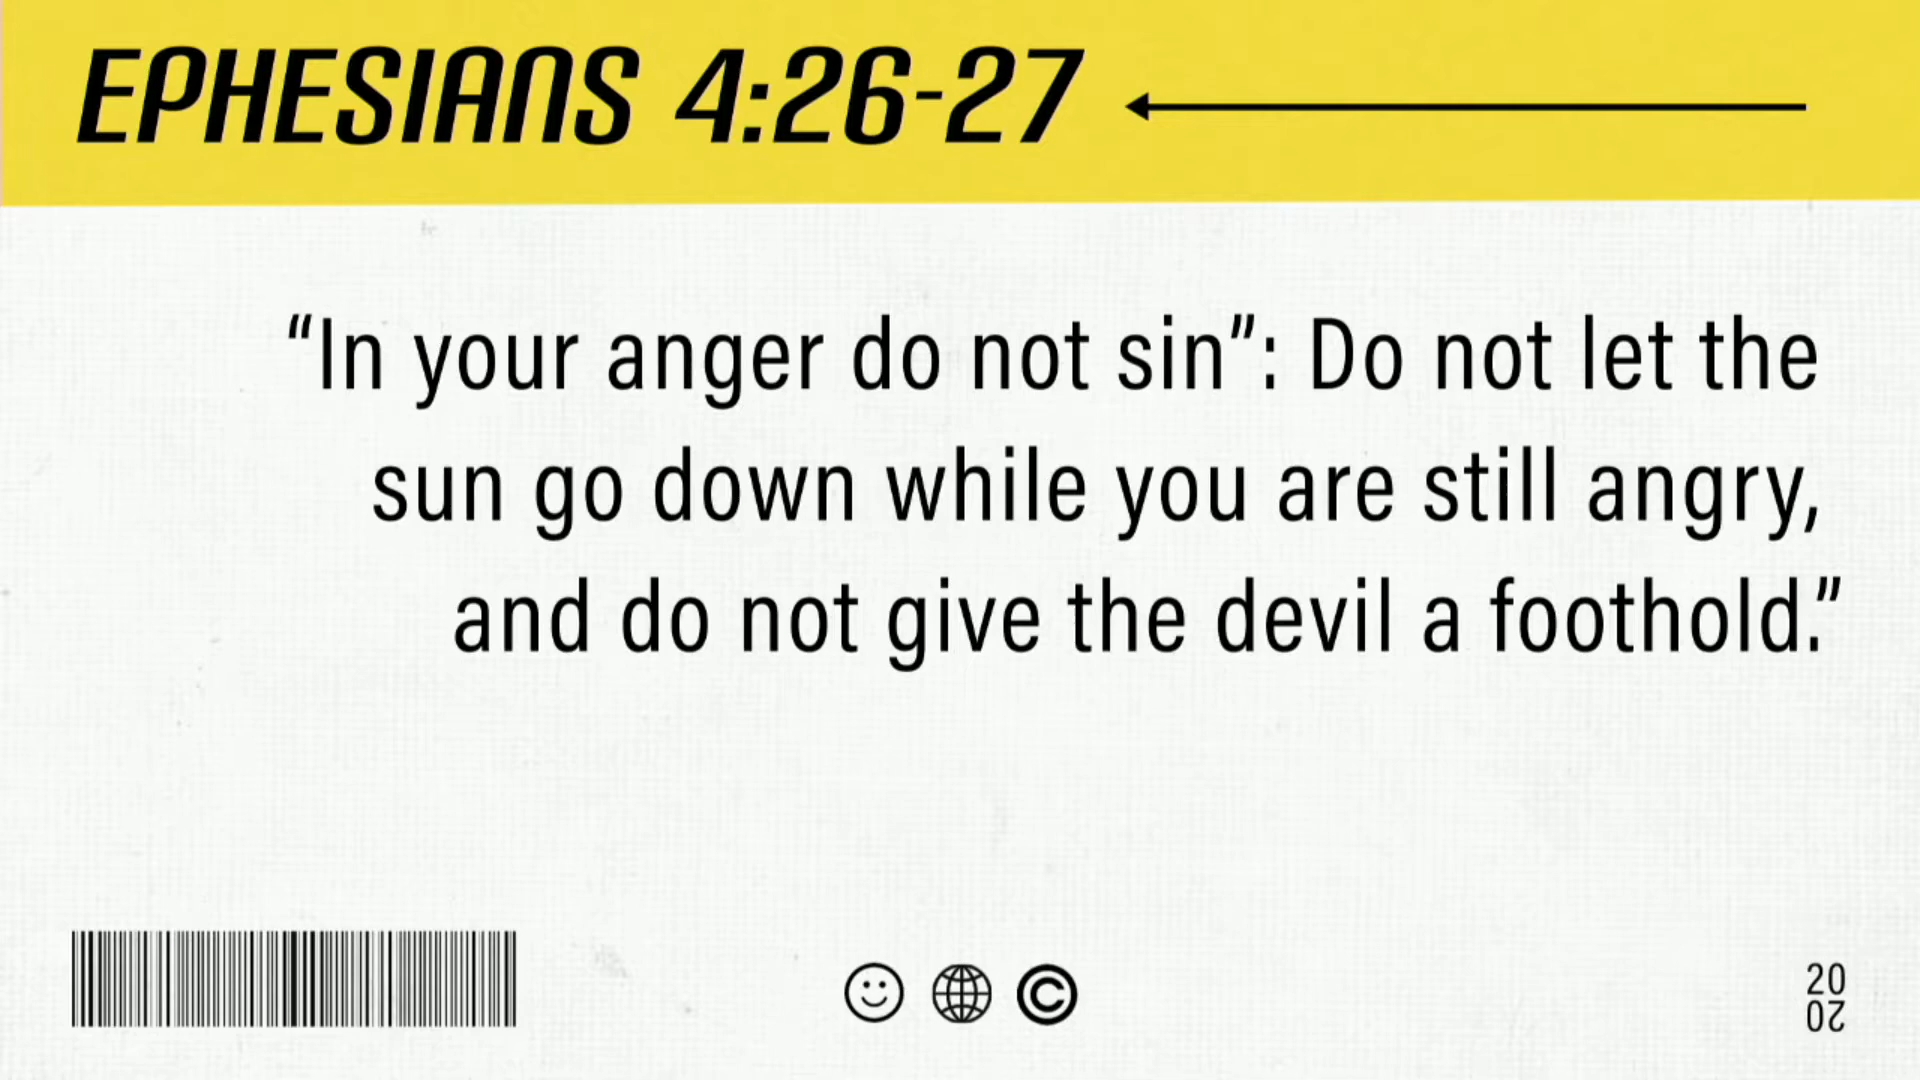 EPHESIANS 4:26-27
“In your anger do not sin”: Do not let the
sun go down while you are still angry,
and do not give the devil a foothold.”
©
20
20